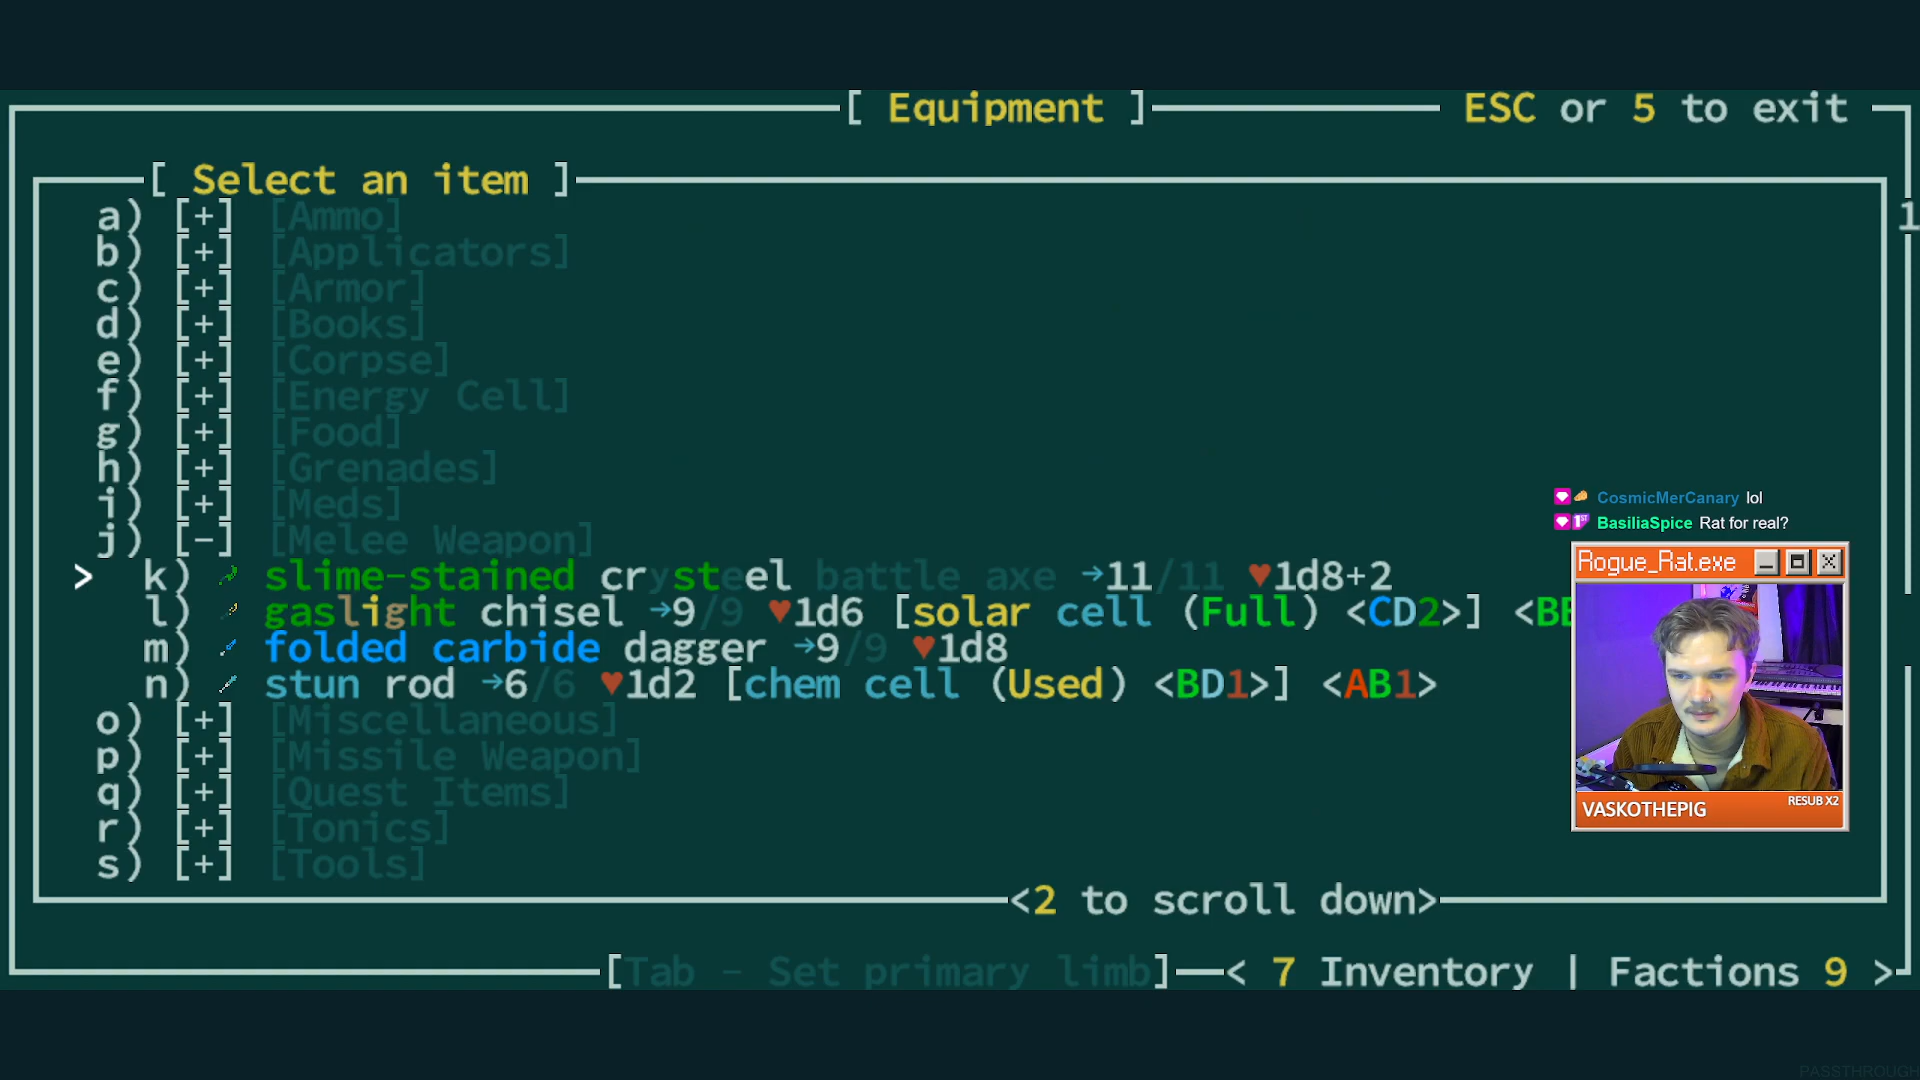 [ Equipment ] ESC or 5 to exit
[ Select an item ]
a) [+] [Ammo]
1
b) [+] [Applicators]
c) [+] [Armor]
d) [+] [Books]
e) [+] [Corpse]
f) [+] [Energy Cell]
g) [+] [Food]
h) [+] [Grenades]
i) [+] [Meds]
j) [-] [Melee Weapon]
> k) slime-stained crysteel battle axe →11/11 ♥1d8+2
l) gaslight chisel →9/9 ♥1d6 [solar cell (Full) <CD2>]
m) folded carbide dagger →9/9 ♥1d8
n) stun rod →6/6 ♥1d2 [chem cell (Used) <BD1>] <AB1>
o) [+] [Miscellaneous]
p) [+] [Missile Weapon]
q) [+] [Quest Items]
r) [+] [Tonics]
s) [+] [Tools]
<2 to scroll down>
[Tab - Set primary limb] < 7 Inventory | Factions 9 >
CosmicMerCanary lol
BasiliaSpice Rat for real?
Rogue_Rat.exe
VASKOTHEPIG RESUB X2
PASSTHROUGH